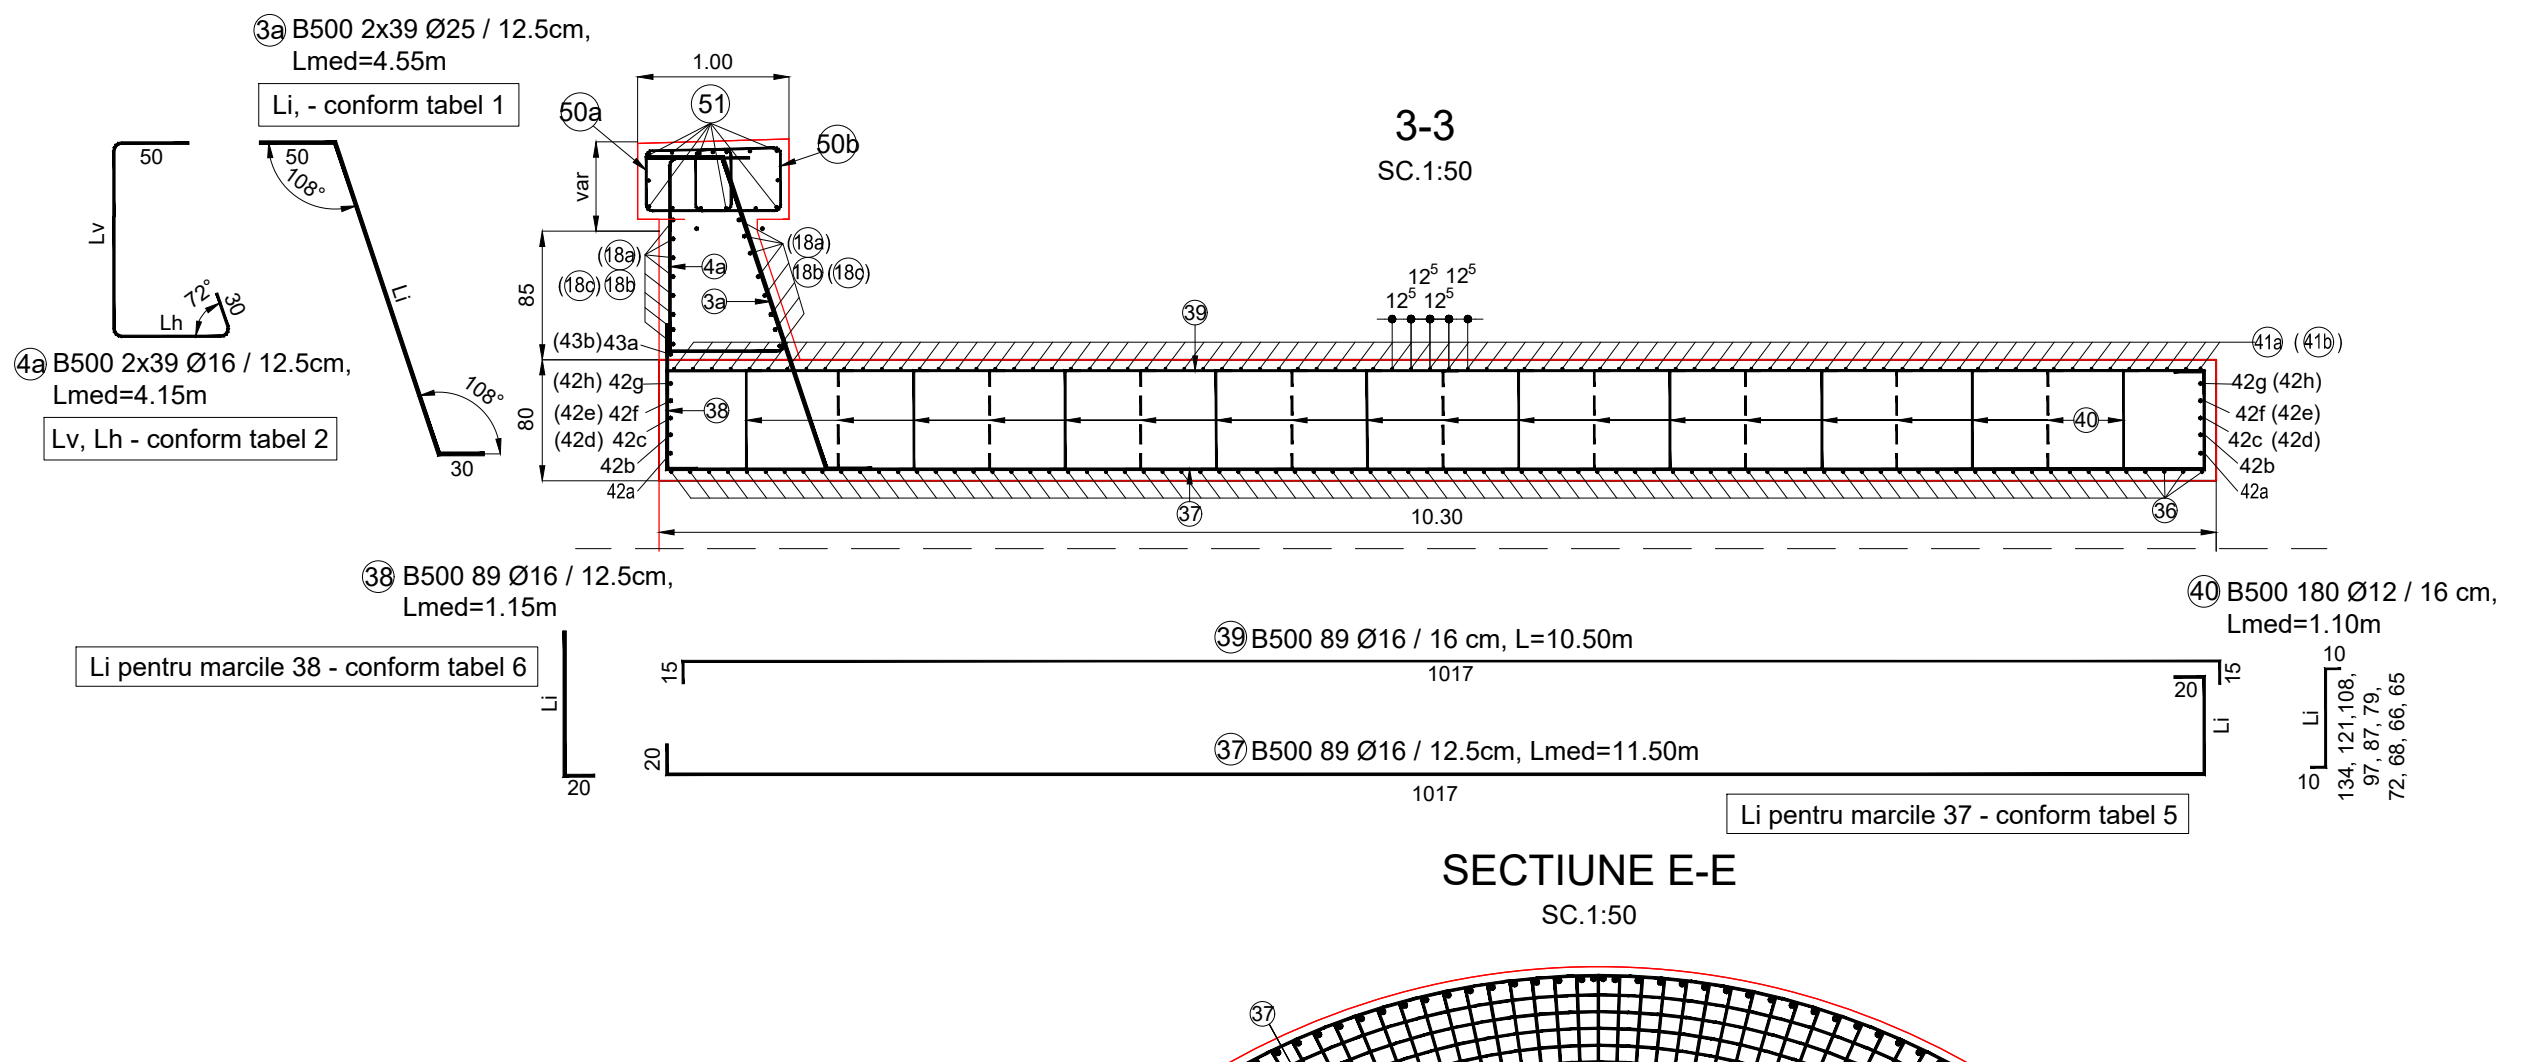 3a B500 2x39 Ø25 / 12.5cm,
Lmed=4.55m
Li, - conform tabel 1
50
50
108°
Lv
Li
72°
30
Lh
108°
30
4a B500 2x39 Ø16 / 12.5cm,
Lmed=4.15m
Lv, Lh - conform tabel 2
1.00
50a
51
50b
var
(18a)
(18a)
4a
(18c) 18b
18b (18c)
85
3a
(43b) 43a
3-3
SC.1:50
12⁵ 12⁵
12⁵ 12⁵
39
41a (41b)
(42h) 42g
42g (42h)
(42e) 42f
38
40
42f (42e)
80
(42d) 42c
42c (42d)
42b
42b
42a
42a
37
36
10.30
38 B500 89 Ø16 / 12.5cm,
Lmed=1.15m
Li pentru marcile 38 - conform tabel 6
Li
20
39 B500 89 Ø16 / 16 cm, L=10.50m
15
1017
15
20
Li
37 B500 89 Ø16 / 12.5cm, Lmed=11.50m
20
1017
Li pentru marcile 37 - conform tabel 5
40 B500 180 Ø12 / 16 cm,
Lmed=1.10m
10
Li
10
134, 121,108,
97, 87, 79,
72, 68, 66, 65
SECTIUNE E-E
SC.1:50
37